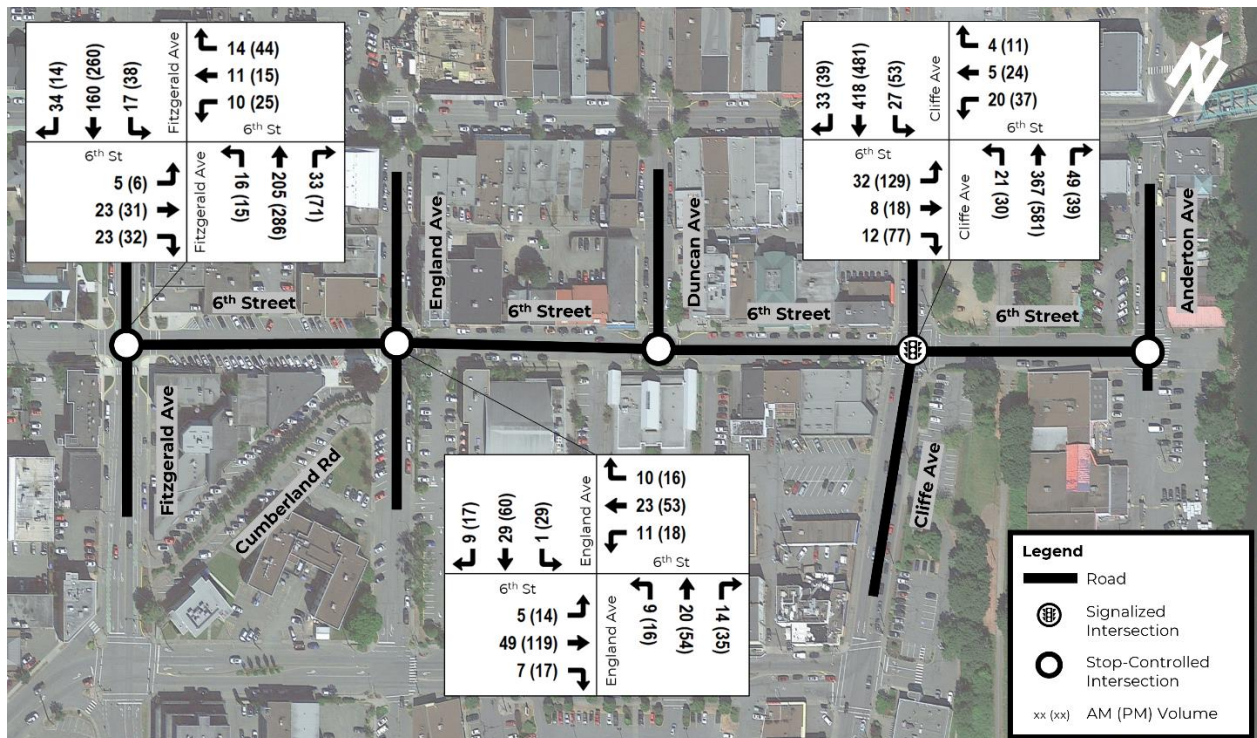 34 (14)
160 (260)
17 (38)
Fitzgerald Ave
14 (44)
11 (15)
10 (25)
6th St
6th St
5 (6)
23 (31)
23 (32)
Fitzgerald Ave
16 (15)
205 (286)
33 (71)
33 (39)
418 (481)
27 (53)
Cliffe Ave
4 (11)
5 (24)
20 (37)
6th St
6th St
32 (129)
8 (18)
12 (77)
Cliffe Ave
21 (30)
367 (581)
49 (39)
N
England Ave
Duncan Ave
Anderton Ave
6th Street
6th Street
6th Street
6th Street
Fitzgerald Ave
Cumberland Rd
Cliffe Ave
9 (17)
29 (60)
1 (29)
England Ave
10 (16)
23 (53)
11 (18)
6th St
6th St
5 (14)
49 (119)
7 (17)
England Ave
9 (16)
20 (54)
14 (35)
Legend
Road
Signalized
Intersection
Stop-Controlled
Intersection
xx (xx) AM (PM) Volume